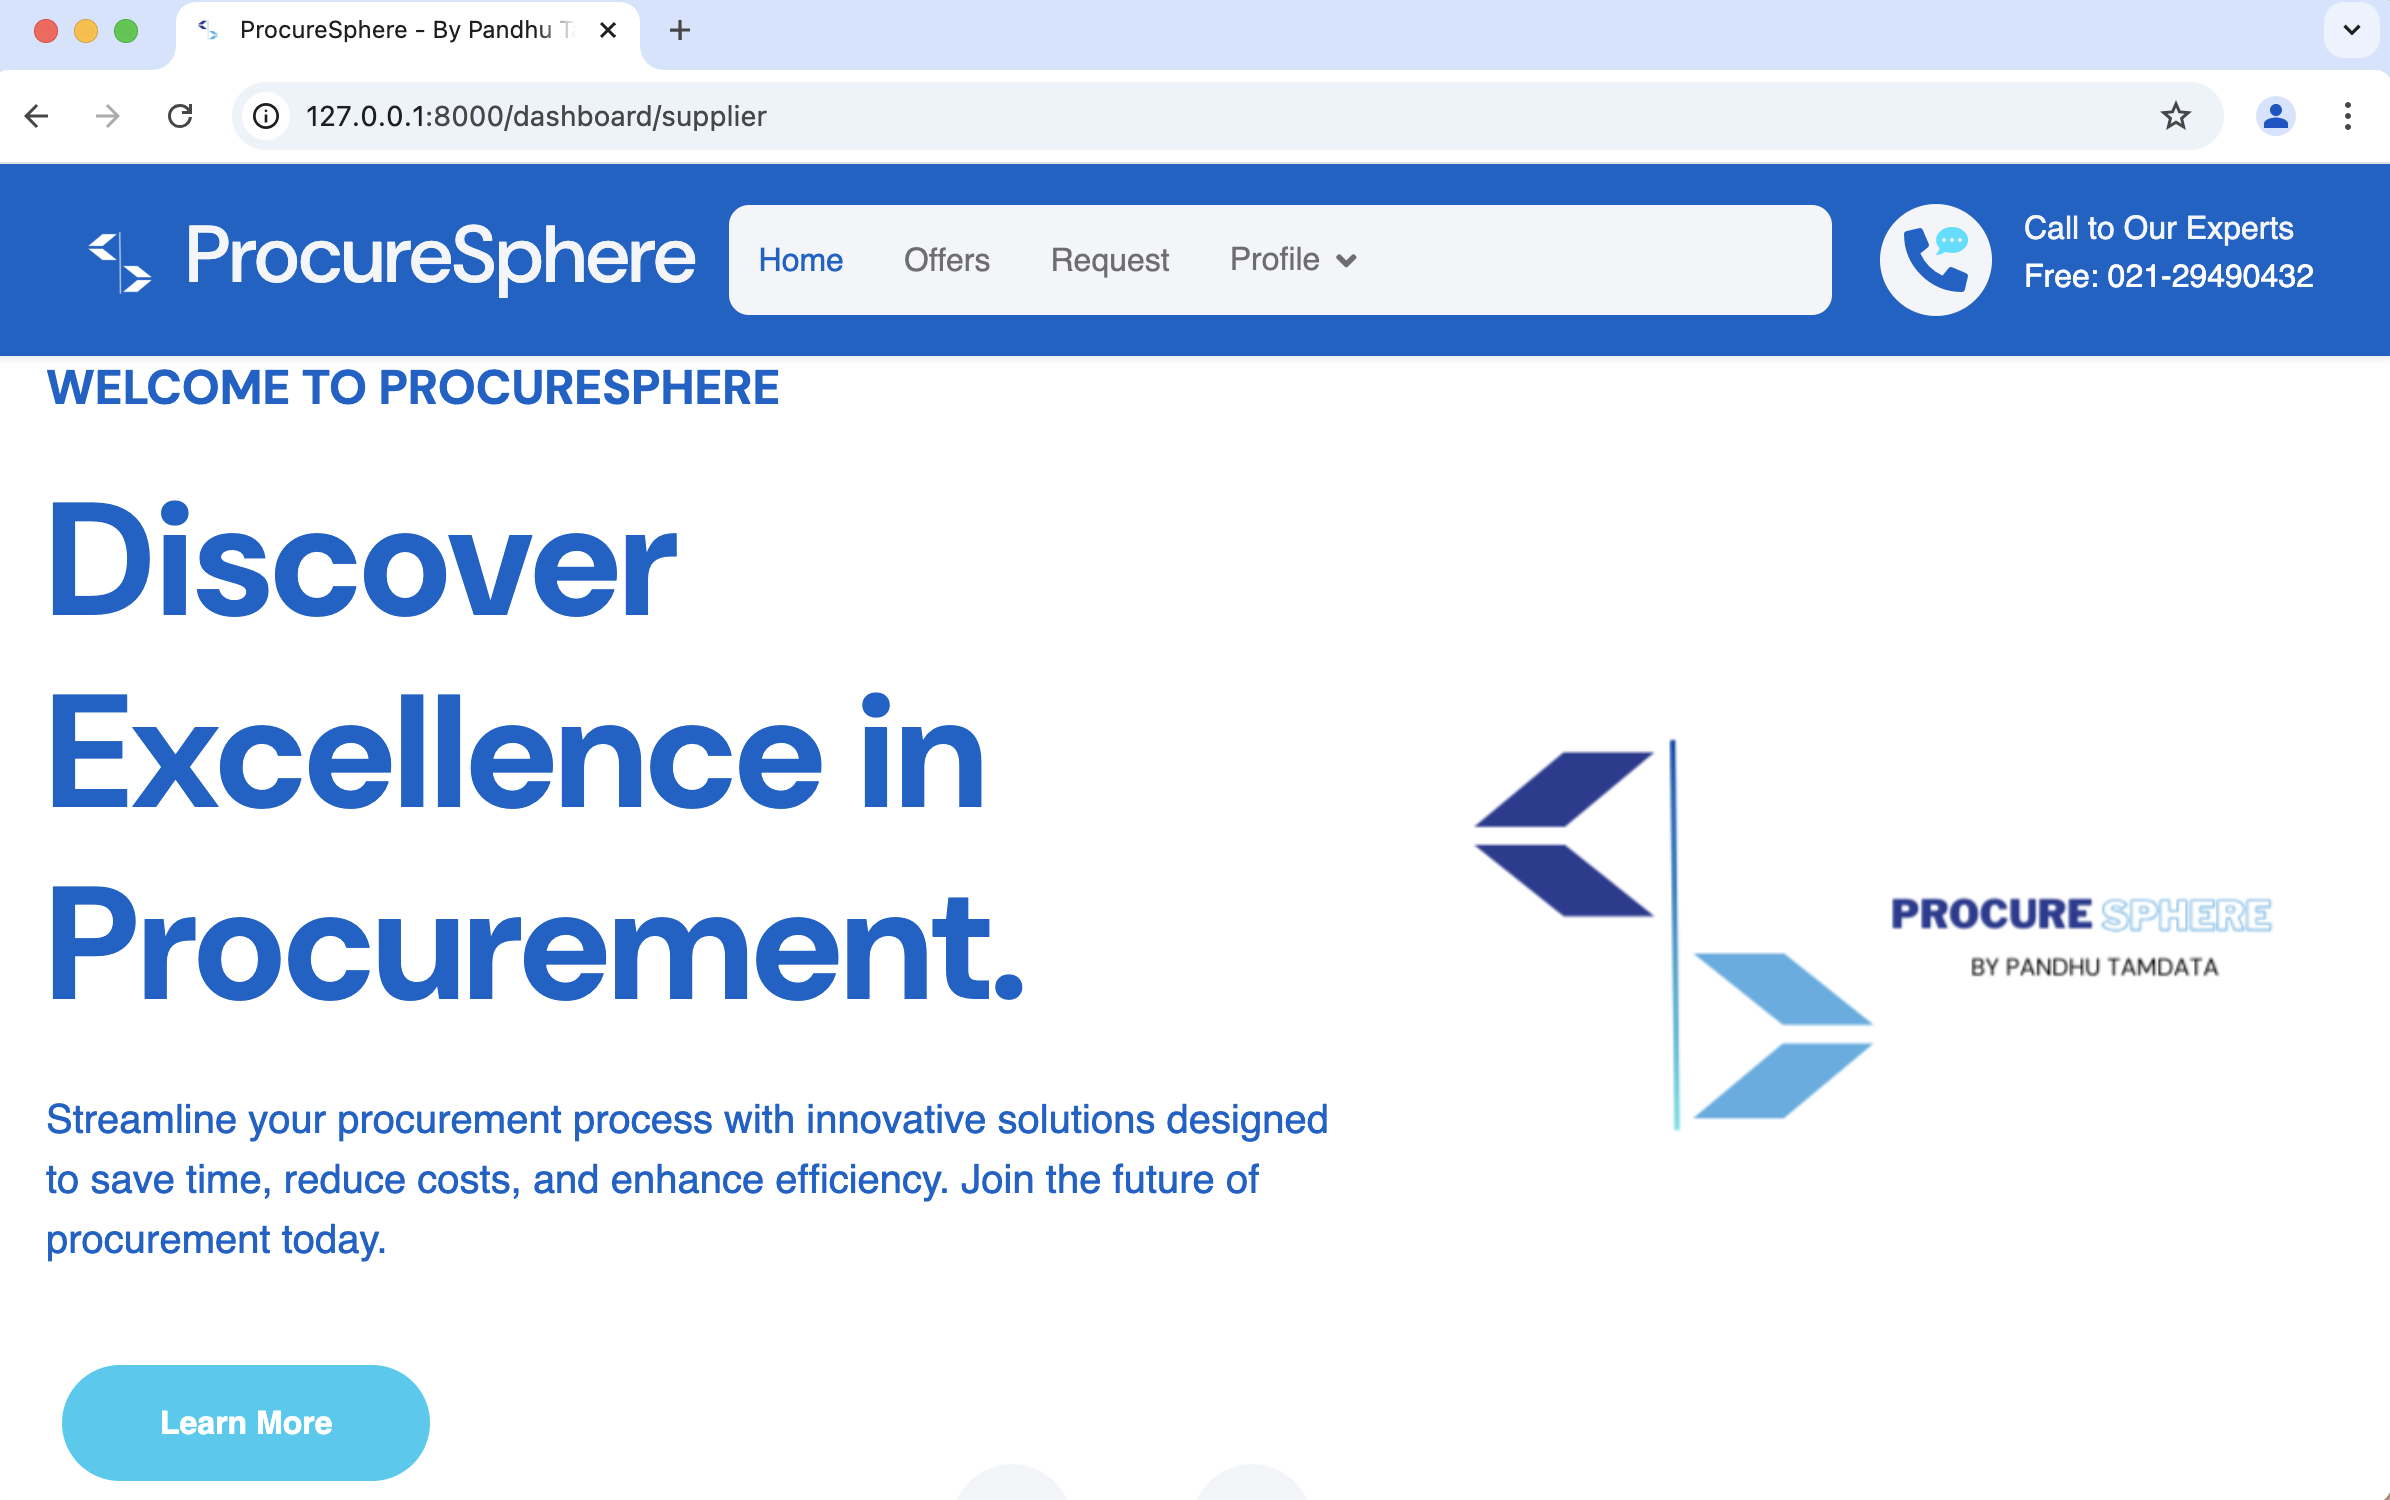 ProcureSphere - By Pandhu
127.0.0.1:8000/dashboard/supplier
ProcureSphere
Home
Offers
Request
Profile
Call to Our Experts
Free: 021-29490432
WELCOME TO PROCURESPHERE
Discover
Excellence in
Procurement.
PROCURE SPHERE
BY PANDHU TAMDATA
Streamline your procurement process with innovative solutions designed
to save time, reduce costs, and enhance efficiency. Join the future of
procurement today.
Learn More